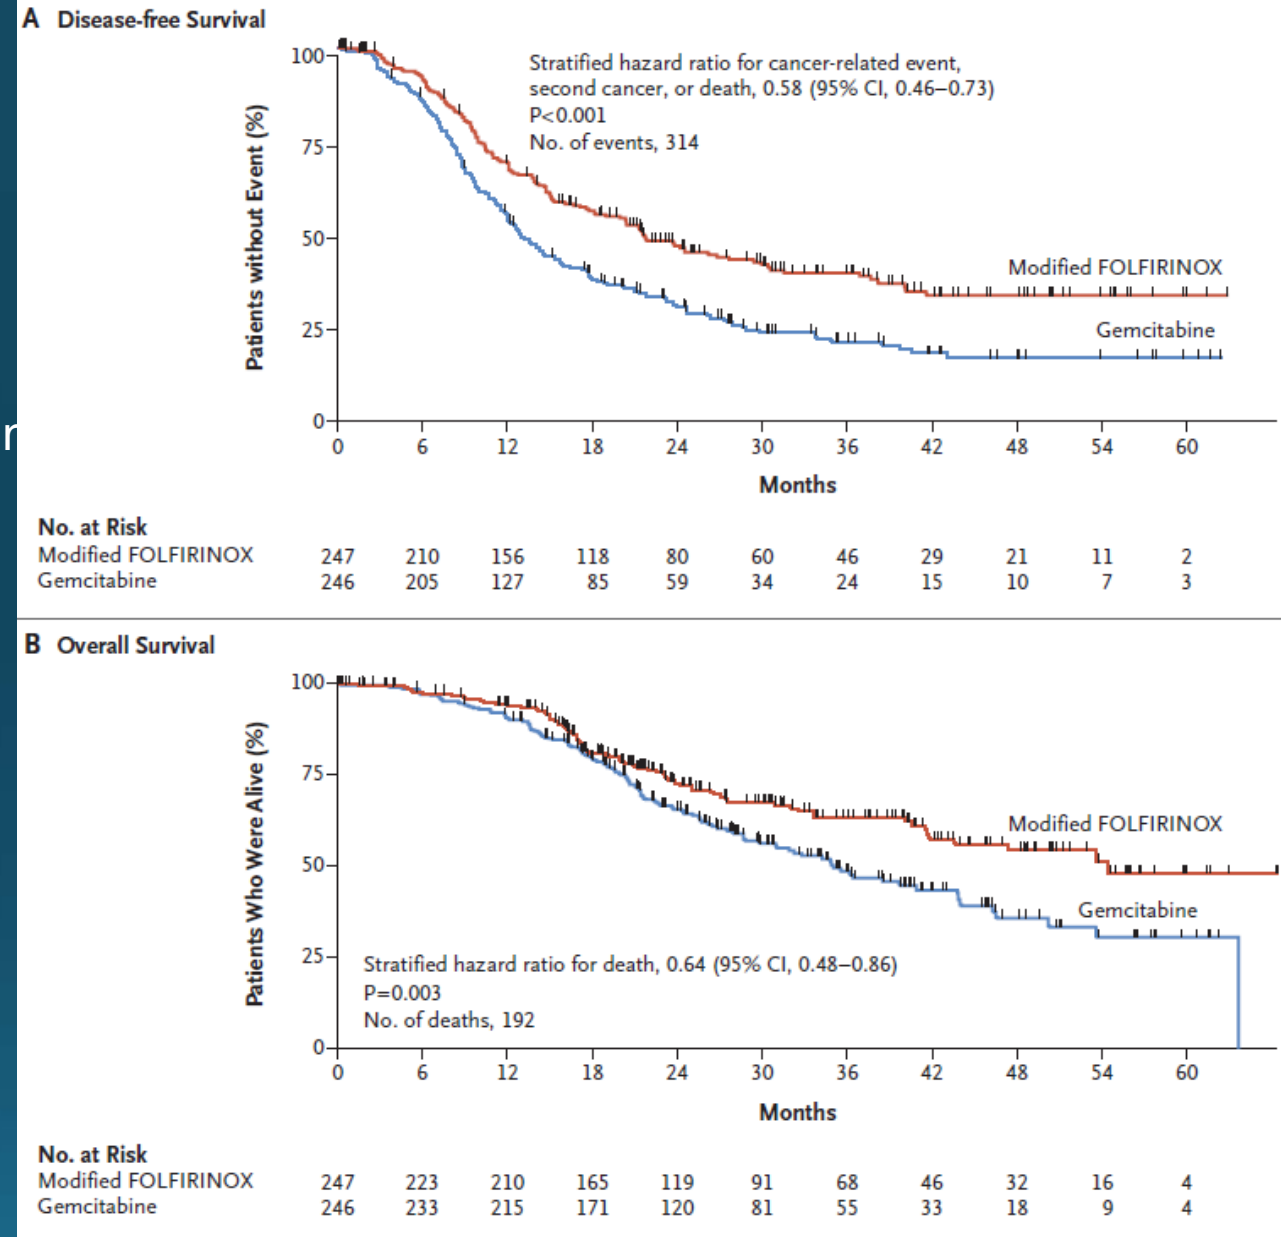 A Disease-free Survival
Stratified hazard ratio for cancer-related event,
second cancer, or death, 0.58 (95% CI, 0.46–0.73)
P<0.001
No. of events, 314
Patients without Event (%)
100
75
50
25
0
Modified FOLFIRINOX
Gemcitabine
0 6 12 18 24 30 36 42 48 54 60
Months
No. at Risk
Modified FOLFIRINOX 247 210 156 118 80 60 46 29 21 11 2
Gemcitabine 246 205 127 85 59 34 24 15 10 7 3
B Overall Survival
Patients Who Were Alive (%)
100
75
50
25
0
Modified FOLFIRINOX
Gemcitabine
Stratified hazard ratio for death, 0.64 (95% CI, 0.48–0.86)
P=0.003
No. of deaths, 192
0 6 12 18 24 30 36 42 48 54 60
Months
No. at Risk
Modified FOLFIRINOX 247 223 210 165 119 91 68 46 32 16 4
Gemcitabine 246 233 215 171 120 81 55 33 18 9 4